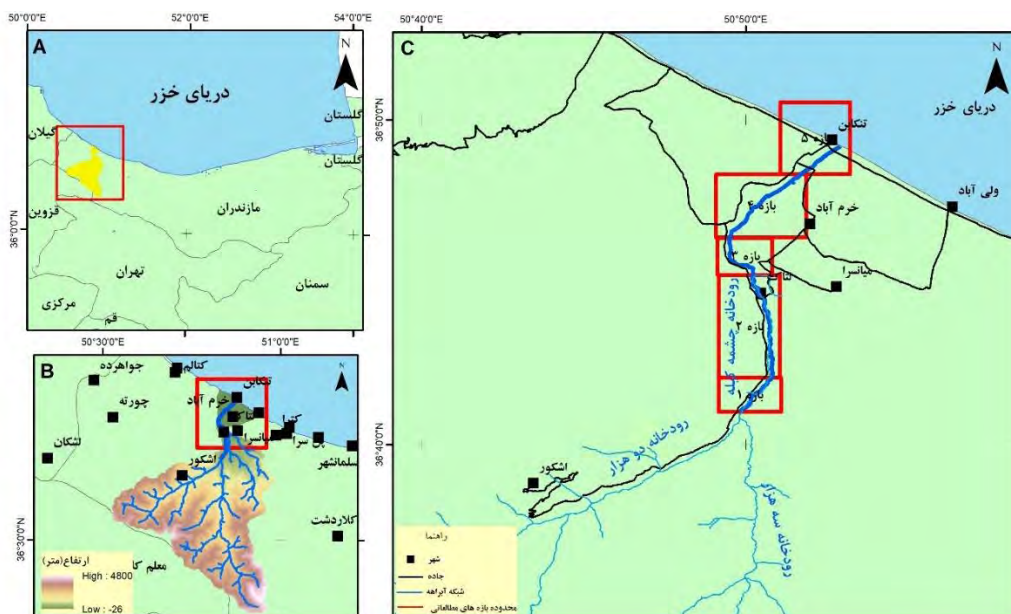 50°0'0"E
52°0'0"E
54°0'0"E
A
N
دریای خزر
گلستان
گیلان
گلستان
مازندران
قزوین
36°0'0"N
تهران
سمنان
مرکزی
قم
50°30'0"E
51°0'0"E
B
N
کتالم
جواهرده
تنکابن
خرم آباد
چورته
کترا
میانسرا
لشکان
سلمانشهر
اشکور
کلاردشت
36°30'0"N
معلم کلا
ارتفاع(متر)
High : 4800
Low : -26
50°40'0"E
50°50'0"E
C
N
دریای خزر
36°50'0"N
تنکابن
بازه ۵
ولی آباد
بازه ۴
خرم آباد
بازه ۳
میانسرا
رودخانه چشمه کیله
بازه ۲
بازه ۱
36°40'0"N
رودخانه دو هزار
اشکور
رودخانه سه هزار
راهنما
شهر
جاده
شبکه آبراهه
محدوده بازه های مطالعاتی